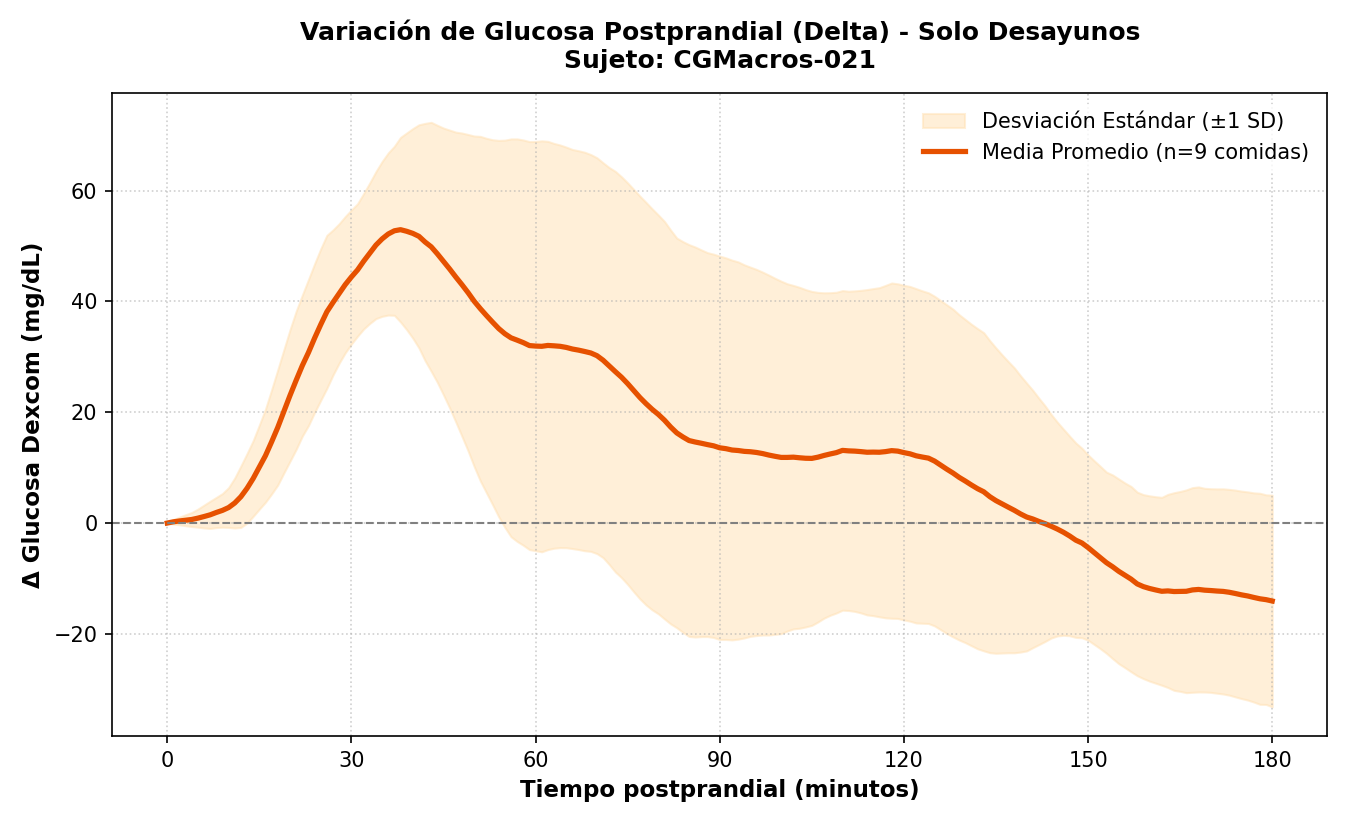 Variación de Glucosa Postprandial (Delta) - Solo Desayunos
Sujeto: CGMacros-021
Desviación Estándar (±1 SD)
Media Promedio (n=9 comidas)
Δ Glucosa Dexcom (mg/dL)
60
40
20
0
−20
0 30 60 90 120 150 180
Tiempo postprandial (minutos)